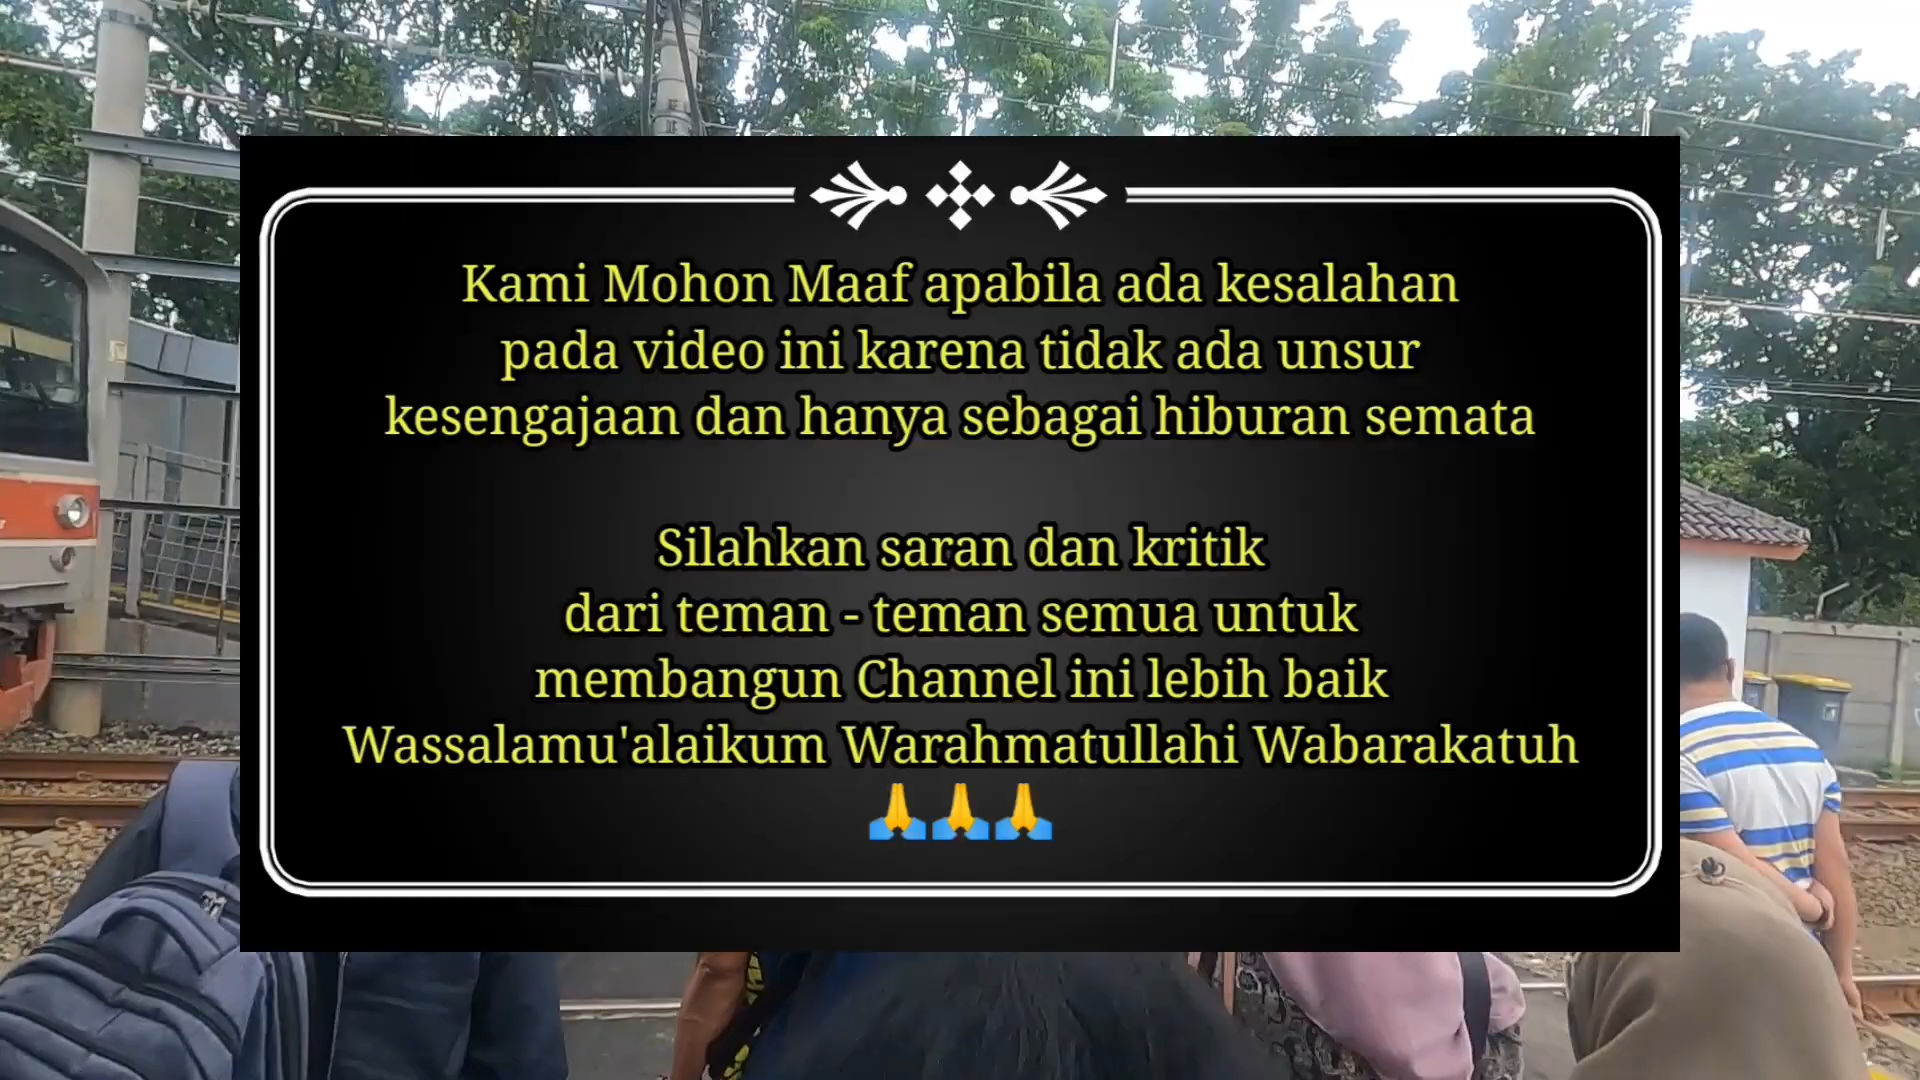 Kami Mohon Maaf apabila ada kesalahan
pada video ini karena tidak ada unsur
kesengajaan dan hanya sebagai hiburan semata
Silahkan saran dan kritik
dari teman - teman semua untuk
membangun Channel ini lebih baik
Wassalamu'alaikum Warahmatullahi Wabarakatuh
🙏🙏🙏